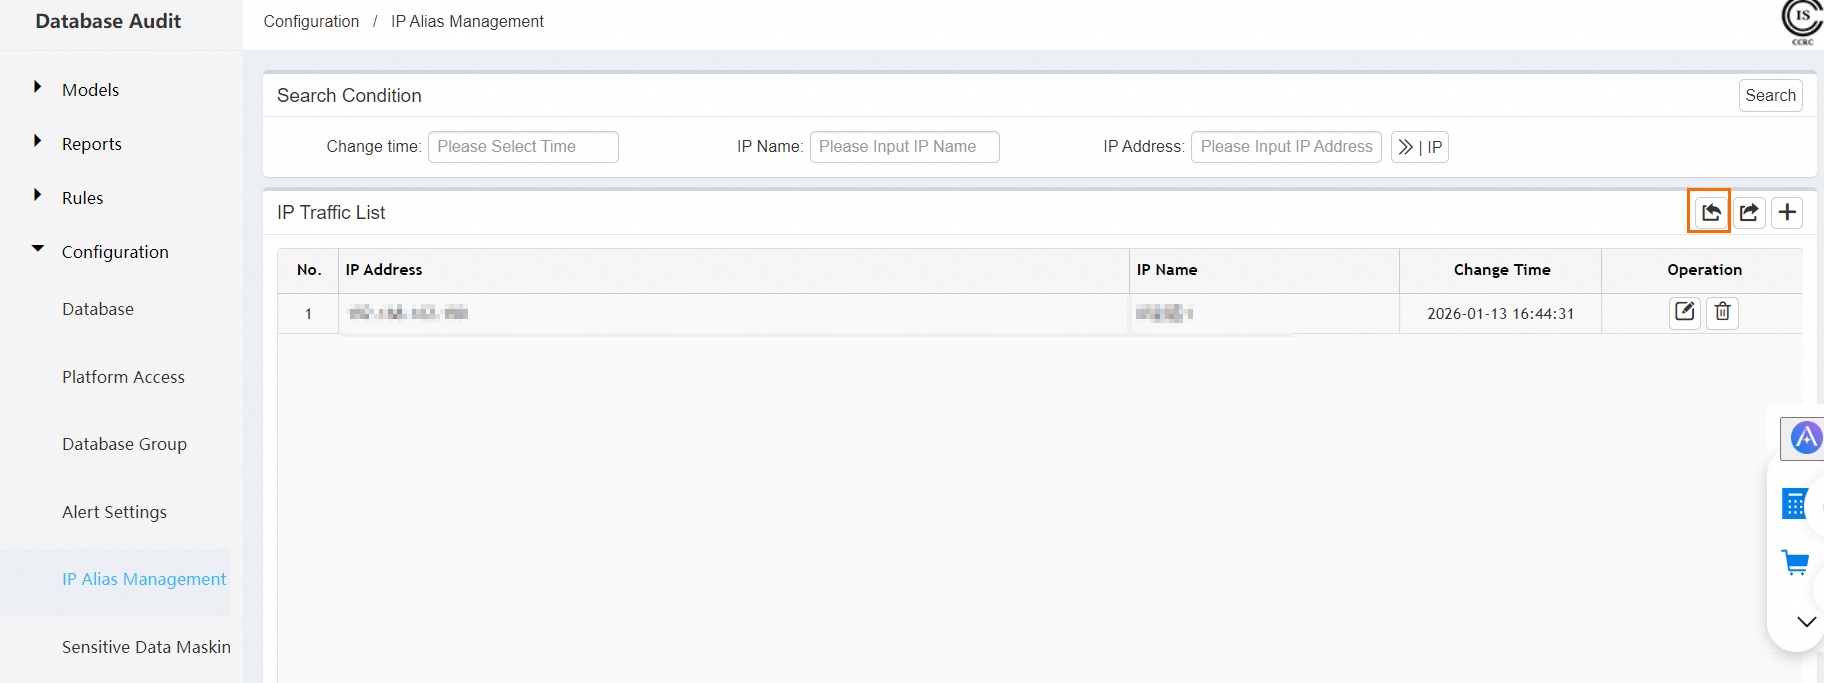 Database Audit
Configuration / IP Alias Management
IS
CCRC
Models
Reports
Rules
Configuration
Database
Platform Access
Database Group
Alert Settings
IP Alias Management
Sensitive Data Maskin
Search Condition
Search
Change time: Please Select Time IP Name: Please Input IP Name IP Address: Please Input IP Address | IP
IP Traffic List
No. IP Address IP Name Change Time Operation
1 2026-01-13 16:44:31